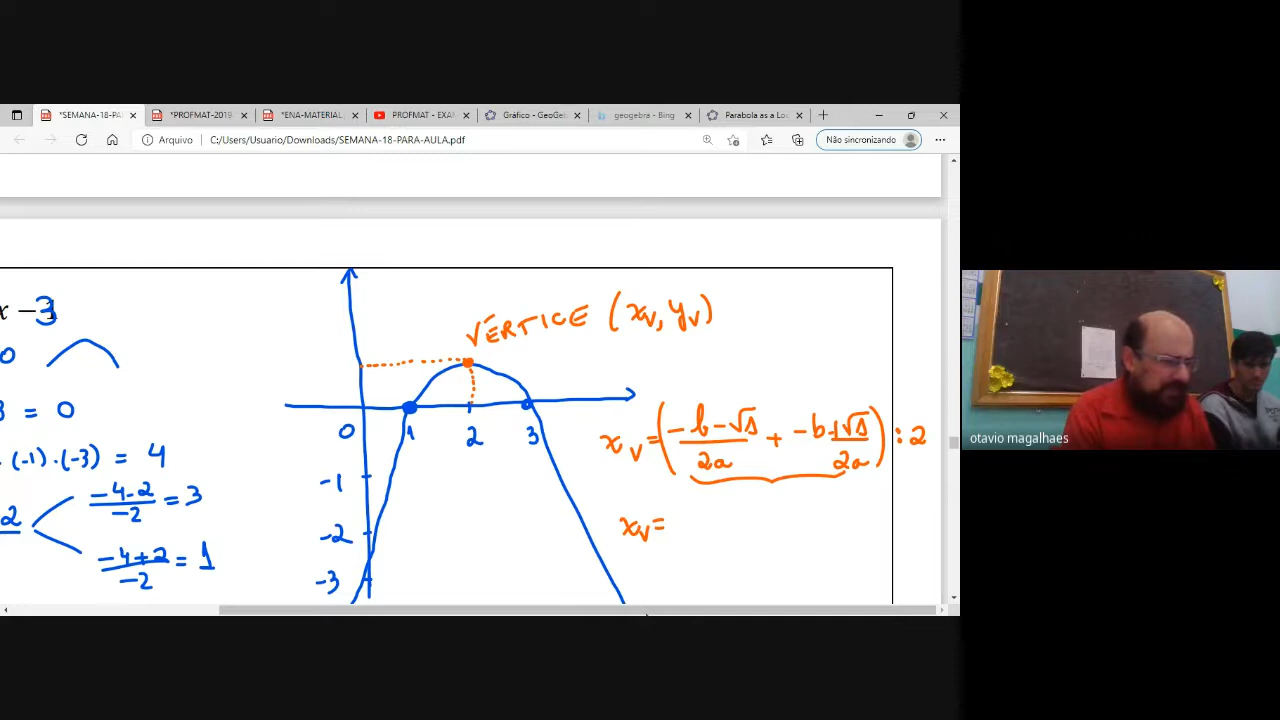 *SEMANA-18-PA
*PROFMAT-2019
*ENA-MATERIAL.
PROFMAT - EXAM
Gráfico - GeoGeb
geogebra - Bing
Parabola as a Loc
Arquivo
C:/Users/Usuario/Downloads/SEMANA-18-PARA-AULA.pdf
Não sincronizando
x − 3
0
VÉRTICE (xv, yv)
3 = 0
0 1 2 3
xv = (-b-√Δ/2a + -b+√Δ/2a) : 2
otavio magalhaes
· (-1) · (-3) = 4
-1
-4-2/-2 = 3
2
xv =
-2
-4+2/-2 = 1
-3